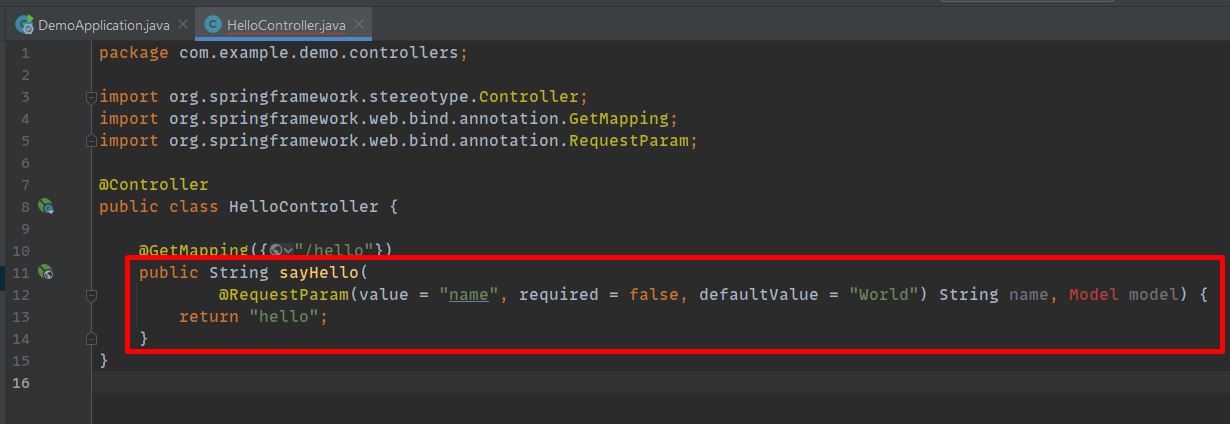 DemoApplication.java HelloController.java
1 package com.example.demo.controllers;
2
3 import org.springframework.stereotype.Controller;
4 import org.springframework.web.bind.annotation.GetMapping;
5 import org.springframework.web.bind.annotation.RequestParam;
6
7 @Controller
8 public class HelloController {
9
10 @GetMapping({"/hello"})
11 public String sayHello(
12 @RequestParam(value = "name", required = false, defaultValue = "World") String name, Model model) {
13 return "hello";
14 }
15 }
16